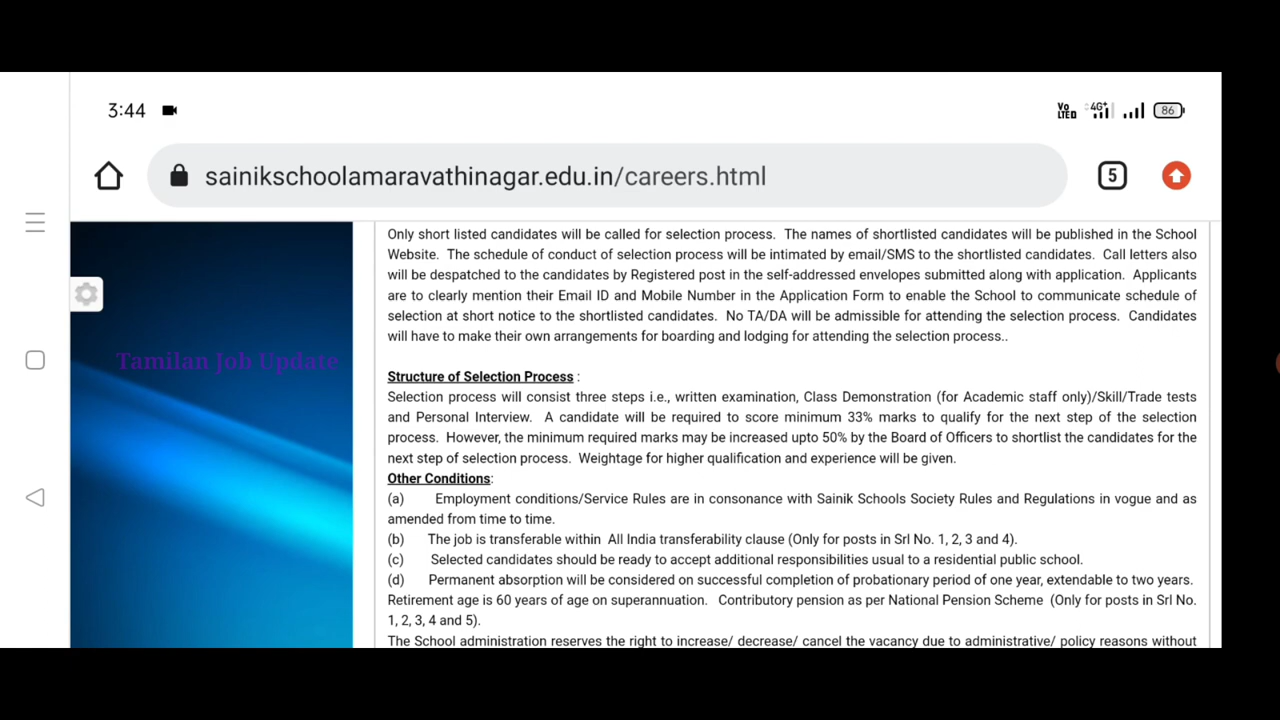 3:44
Vo LTED 4G+ 86
sainikschoolamaravathinagar.edu.in/careers.html
5
Only short listed candidates will be called for selection process. The names of shortlisted candidates will be published in the School
Website. The schedule of conduct of selection process will be intimated by email/SMS to the shortlisted candidates. Call letters also
will be despatched to the candidates by Registered post in the self-addressed envelopes submitted along with application. Applicants
are to clearly mention their Email ID and Mobile Number in the Application Form to enable the School to communicate schedule of
selection at short notice to the shortlisted candidates. No TA/DA will be admissible for attending the selection process. Candidates
will have to make their own arrangements for boarding and lodging for attending the selection process..
Tamilan Job Update
Structure of Selection Process :
Selection process will consist three steps i.e., written examination, Class Demonstration (for Academic staff only)/Skill/Trade tests
and Personal Interview. A candidate will be required to score minimum 33% marks to qualify for the next step of the selection
process. However, the minimum required marks may be increased upto 50% by the Board of Officers to shortlist the candidates for the
next step of selection process. Weightage for higher qualification and experience will be given.
Other Conditions:
(a) Employment conditions/Service Rules are in consonance with Sainik Schools Society Rules and Regulations in vogue and as
amended from time to time.
(b) The job is transferable within All India transferability clause (Only for posts in Srl No. 1, 2, 3 and 4).
(c) Selected candidates should be ready to accept additional responsibilities usual to a residential public school.
(d) Permanent absorption will be considered on successful completion of probationary period of one year, extendable to two years.
Retirement age is 60 years of age on superannuation. Contributory pension as per National Pension Scheme (Only for posts in Srl No.
1, 2, 3, 4 and 5).
The School administration reserves the right to increase/ decrease/ cancel the vacancy due to administrative/ policy reasons without